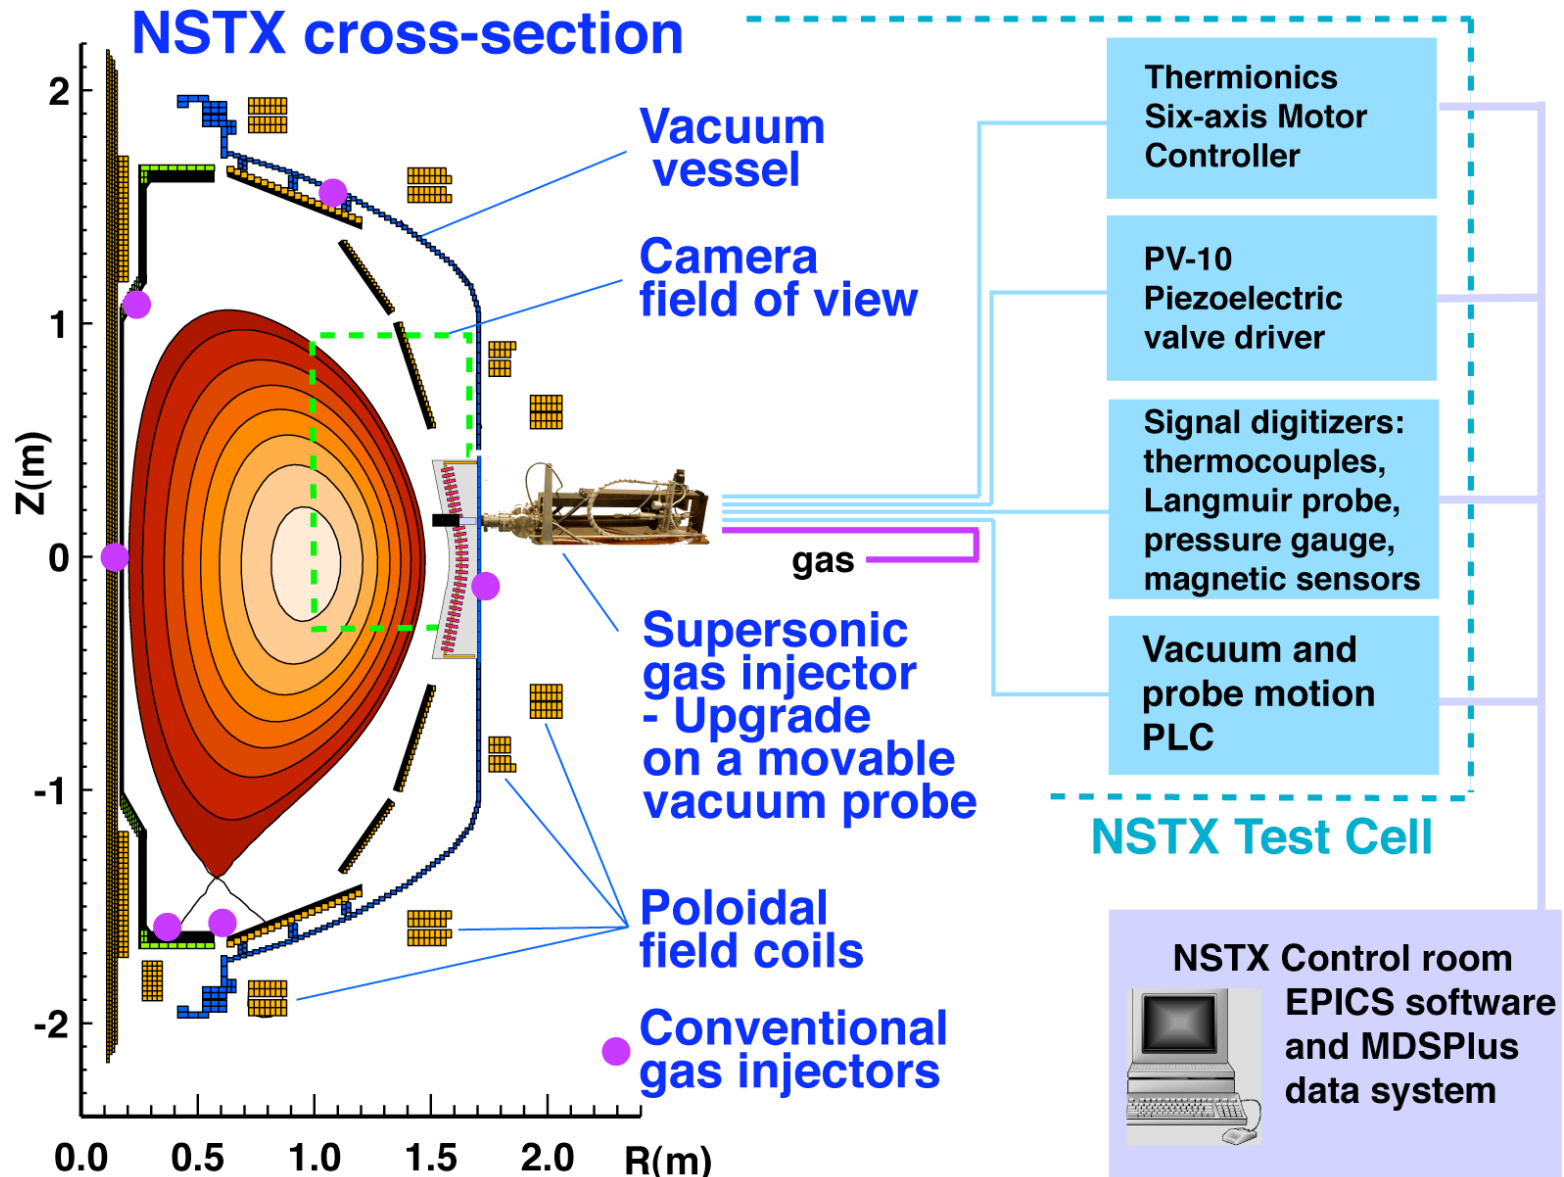 NSTX cross-section
2
1
0
-1
-2
Z(m)
0.0
0.5
1.0
1.5
2.0
R(m)
Vacuum
vessel
Camera
field of view
gas
Supersonic
gas injector
- Upgrade
on a movable
vacuum probe
Poloidal
field coils
Conventional
gas injectors
Thermionics
Six-axis Motor
Controller
PV-10
Piezoelectric
valve driver
Signal digitizers:
thermocouples,
Langmuir probe,
pressure gauge,
magnetic sensors
Vacuum and
probe motion
PLC
NSTX Test Cell
NSTX Control room
EPICS software
and MDSPlus
data system